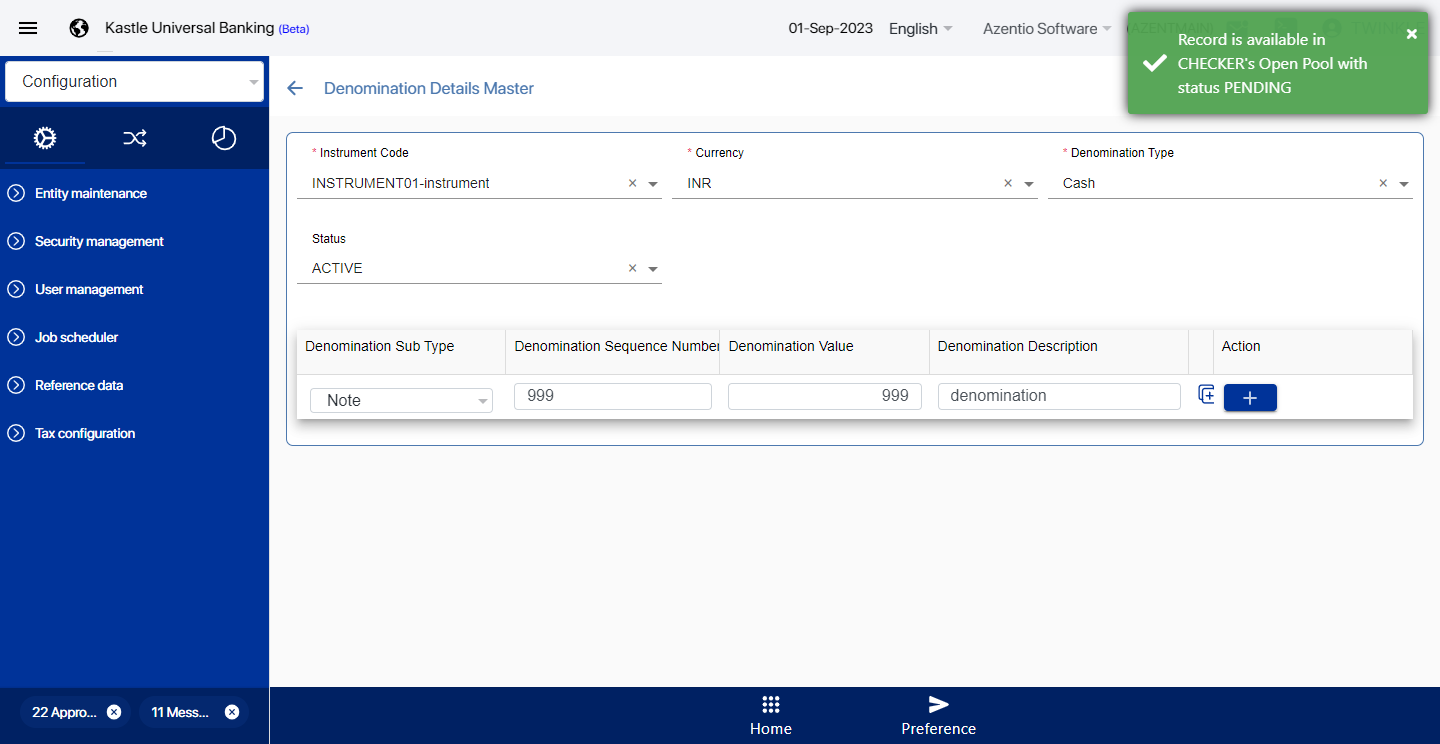 Kastle Universal Banking (Beta)
01-Sep-2023
English
Azentio Software
Record is available in
CHECKER's Open Pool with
status PENDING
Configuration
Entity maintenance
Security management
User management
Job scheduler
Reference data
Tax configuration
22 Appro...
11 Mess...
Denomination Details Master
* Instrument Code
INSTRUMENT01-instrument
* Currency
INR
* Denomination Type
Cash
Status
ACTIVE
Denomination Sub Type
Denomination Sequence Number
Denomination Value
Denomination Description
Action
Note
999
999
denomination
Home
Preference